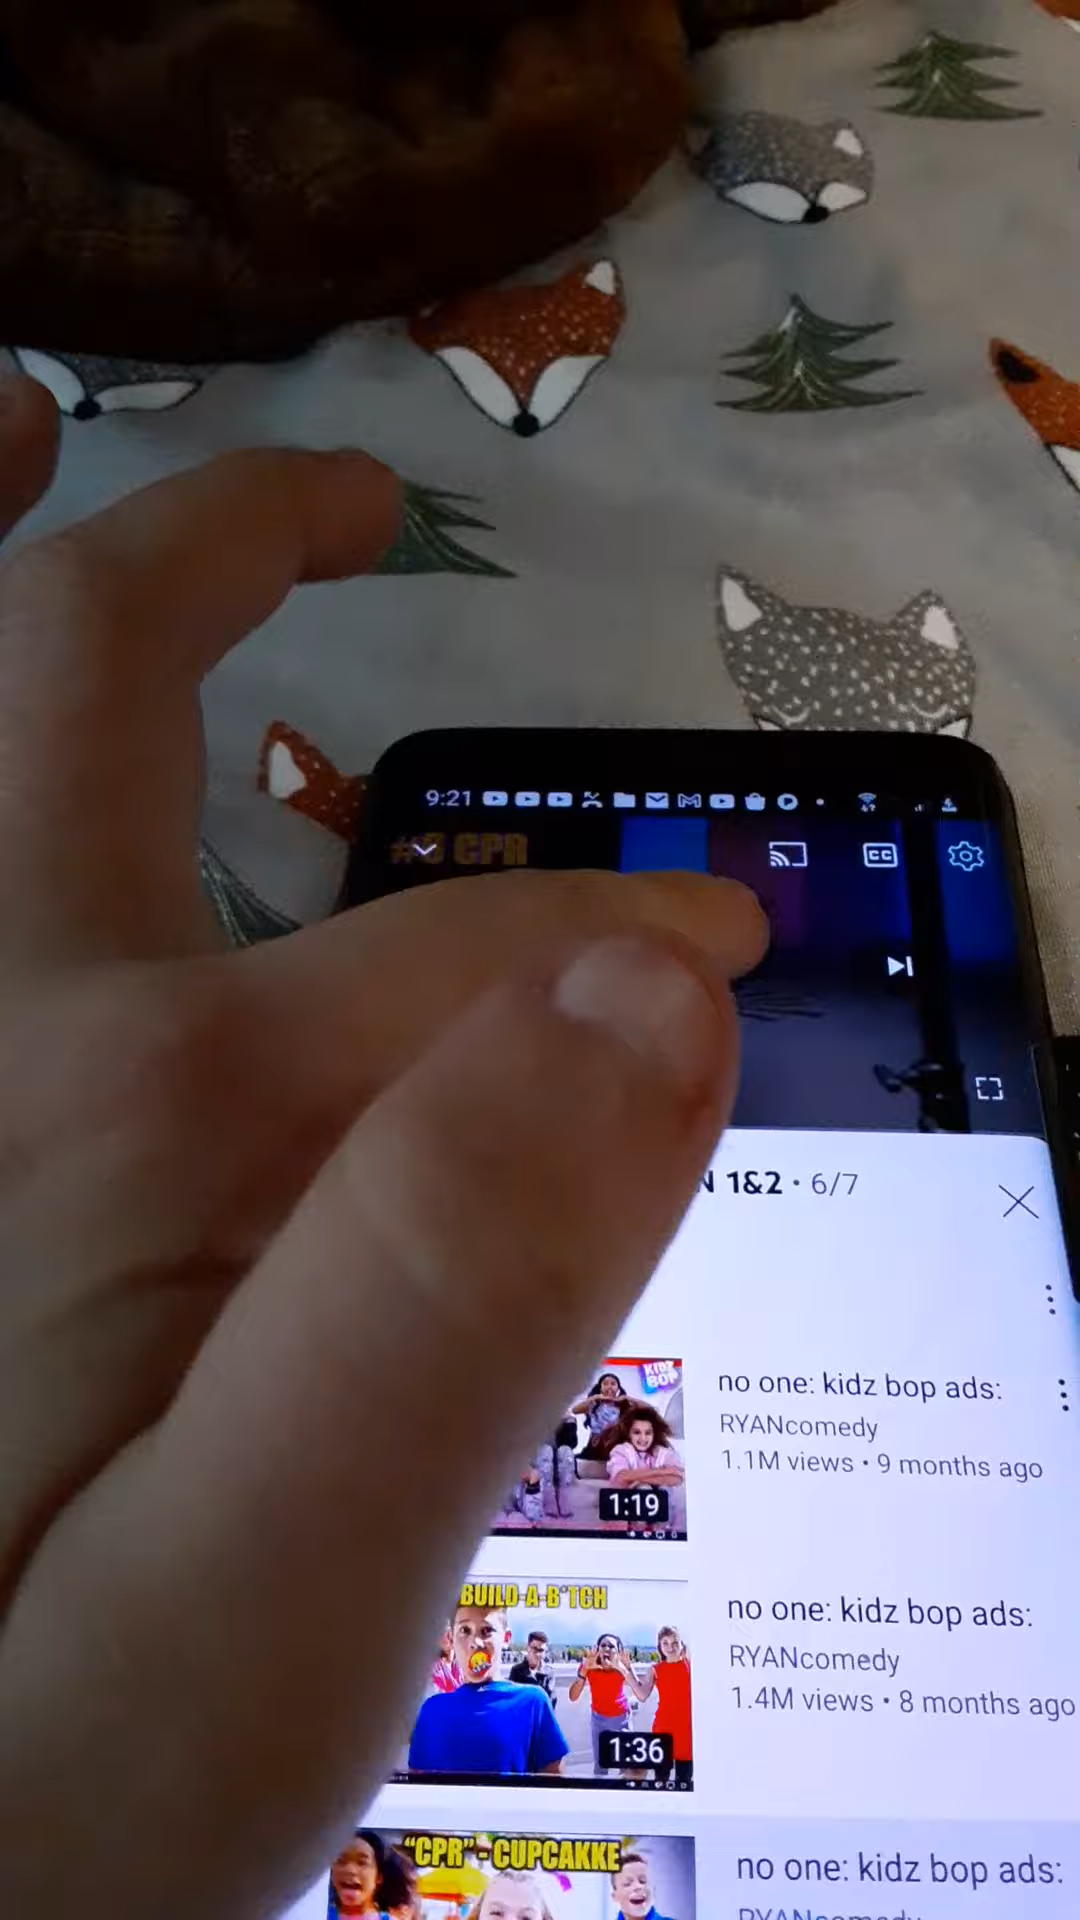 9:21
CPR
N 1&2 • 6/7
KIDZ BOP
1:19
no one: kidz bop ads:
RYANcomedy
1.1M views • 9 months ago
BUILD-A-B*TCH
1:36
no one: kidz bop ads:
RYANcomedy
1.4M views • 8 months ago
"CPR" - CUPCAKKE
no one: kidz bop ads:
RYANcomedy